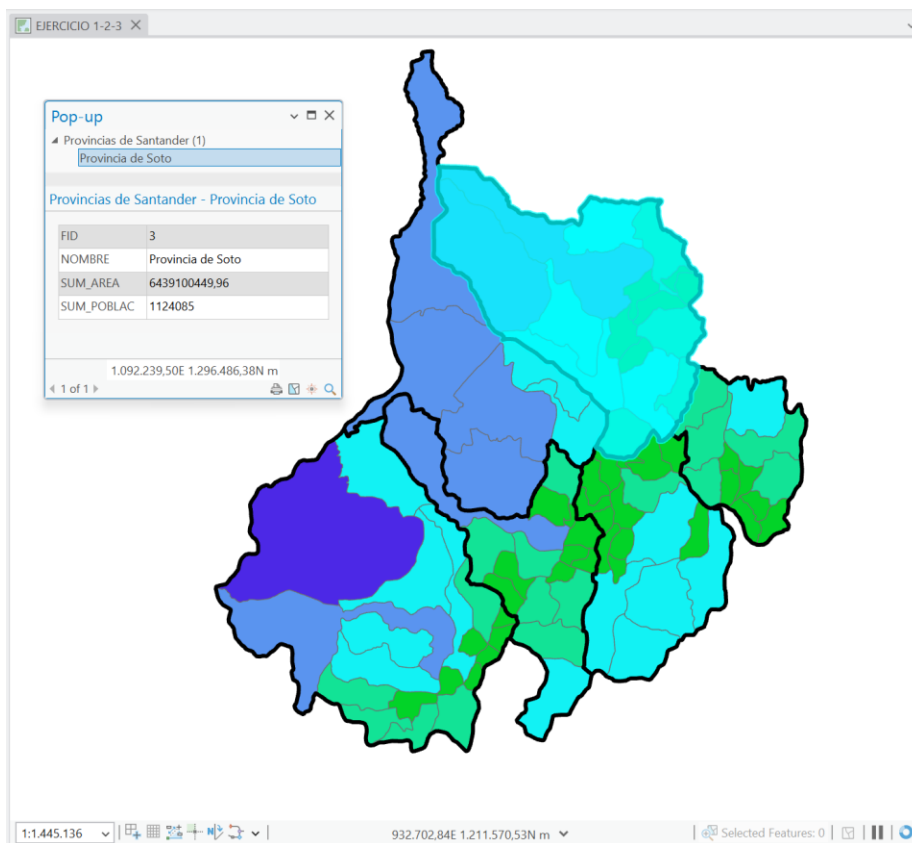 EJERCICIO 1-2-3
Pop-up
Provincias de Santander (1)
Provincia de Soto
Provincias de Santander - Provincia de Soto
FID 3
NOMBRE Provincia de Soto
SUM_AREA 6439100449,96
SUM_POBLAC 1124085
1.092.239,50E 1.296.486,38N m
1 of 1
1:1.445.136
932.702,84E 1.211.570,53N m
Selected Features: 0